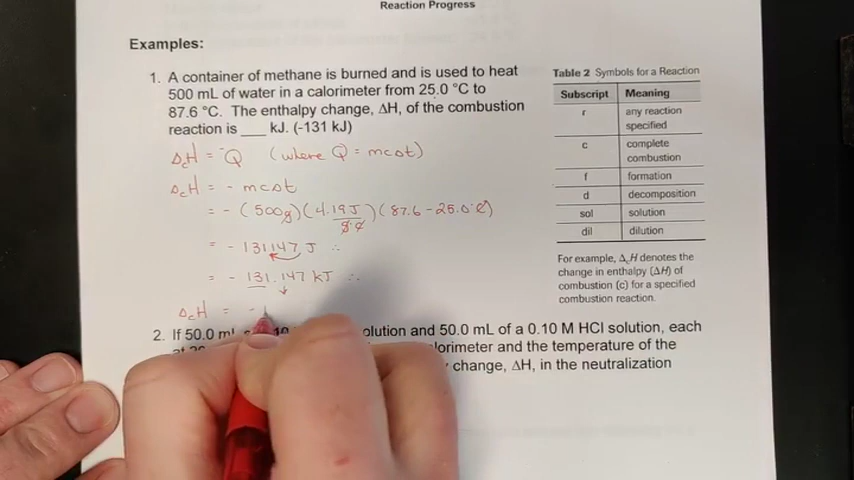 Reaction Progress
Examples:
1. A container of methane is burned and is used to heat
500 mL of water in a calorimeter from 25.0 °C to
87.6 °C. The enthalpy change, ΔH, of the combustion
reaction is ___ kJ. (-131 kJ)
Δ꜀H = -Q (where Q = mcΔt)
Δ꜀H = - mcΔt
= - (500g)(4.19J/g·°C)(87.6-25.0°C)
= - 131147 J ∴
= - 131.147 kJ ∴
Δ꜀H = -
2. If 50.0 mL olution and 50.0 mL of a 0.10 M HCl solution, each
lorimeter and the temperature of the
change, ΔH, in the neutralization
Table 2 Symbols for a Reaction
Subscript Meaning
r any reaction
specified
c complete
combustion
f formation
d decomposition
sol solution
dil dilution
For example, Δ꜀H denotes the
change in enthalpy (ΔH) of
combustion (c) for a specified
combustion reaction.